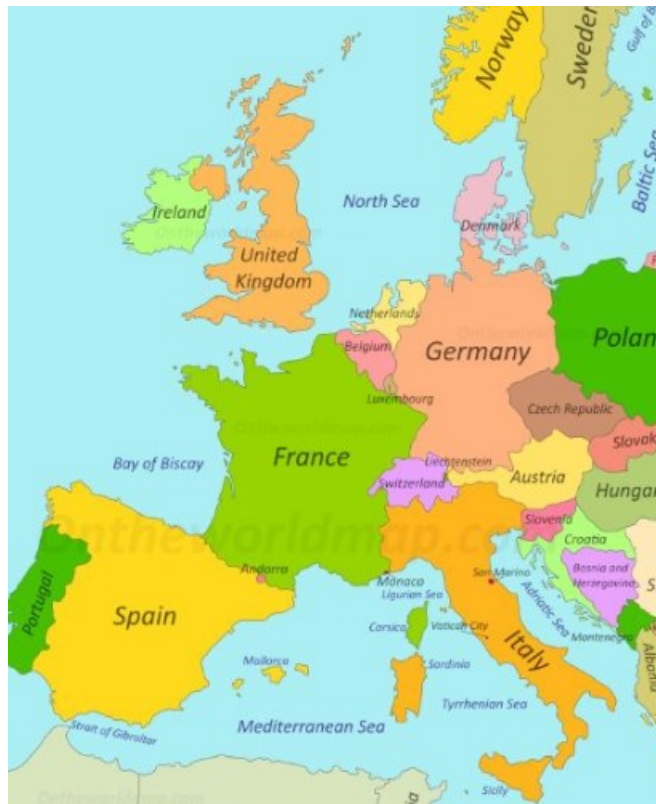 Norway
Sweden
Gulf of B
Baltic Sea
North Sea
Denmark
Ireland
United
Kingdom
Netherlands
Belgium
Germany
Polan
Luxembourg
Czech Republic
Slovak
France
Liechtenstein
Switzerland
Austria
Hungar
Bay of Biscay
Slovenia
Croatia
Ontheworldmap.com
Andorra
Monaco
San Marino
Bosnia and
Herzegovina
S
Ligurian Sea
Adriatic Sea
Portugal
Spain
Corsica
Vatican City
Italy
Montenegro
Albania
Mallorca
Sardinia
Tyrrhenian Sea
Strait of Gibraltar
Mediterranean Sea
Sicily